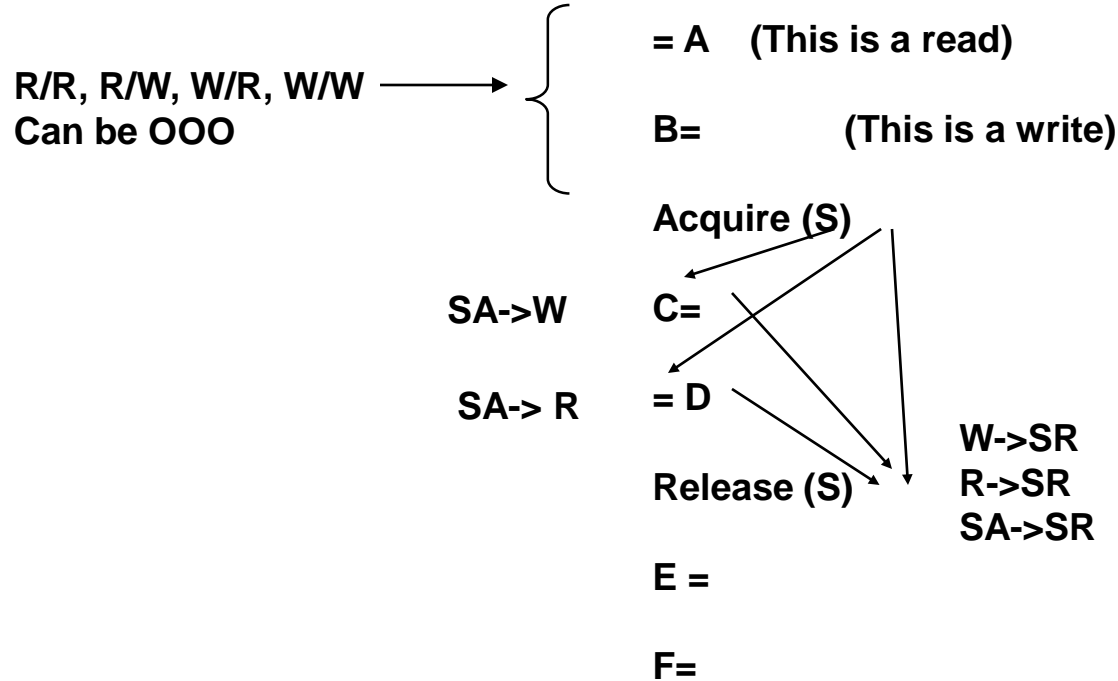 = A (This is a read)
R/R, R/W, W/R, W/W
Can be OOO
B= (This is a write)
Acquire (S)
SA->W C=
SA-> R = D
W->SR
Release (S) R->SR
SA->SR
E =
F=